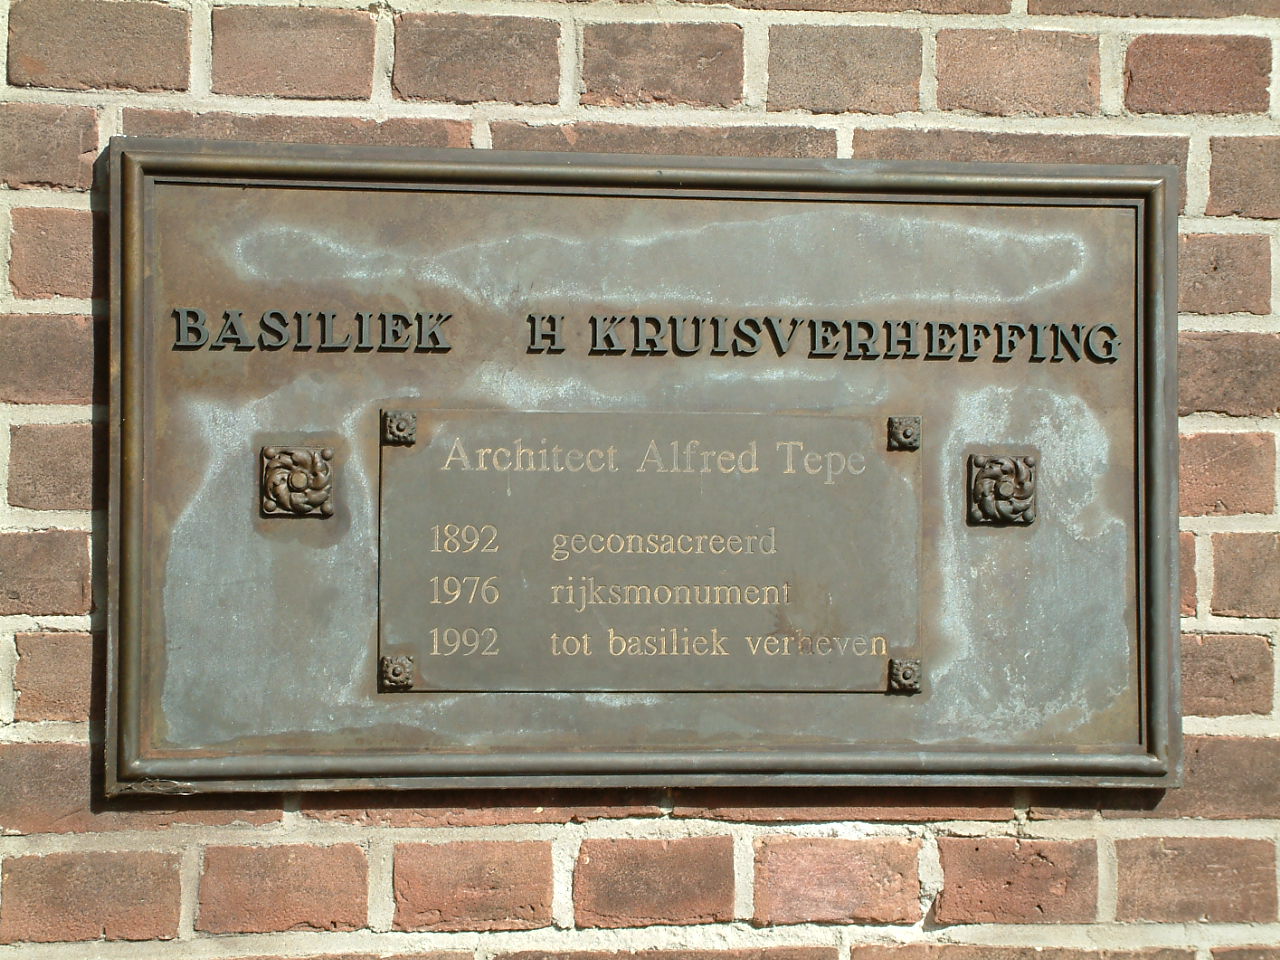 BASILIEK H KRUISVERHEFFING
Architect Alfred Tepe
1892 geconsacreerd
1976 rijksmonument
1992 tot basiliek verheven